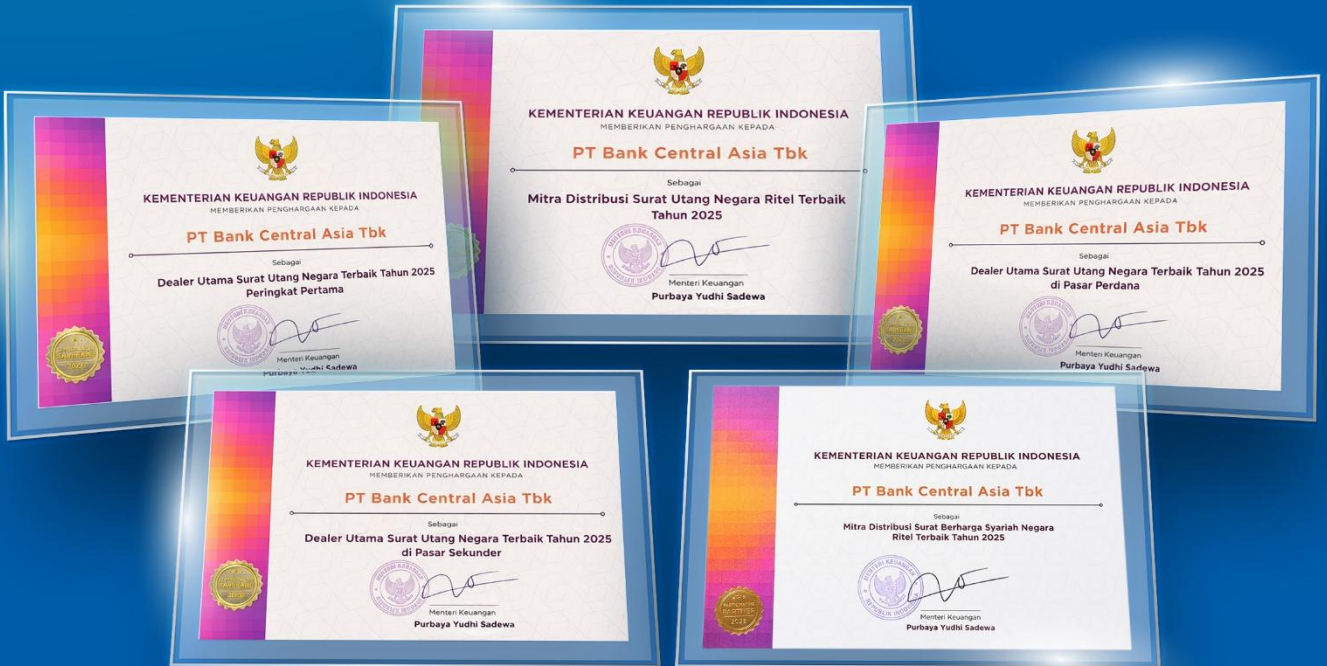 KEMENTERIAN KEUANGAN REPUBLIK INDONESIA
MEMBERIKAN PENGHARGAAN KEPADA
PT Bank Central Asia Tbk
Sebagai
Mitra Distribusi Surat Utang Negara Ritel Terbaik
Tahun 2025
Menteri Keuangan
Purbaya Yudhi Sadewa
KEMENTERIAN KEUANGAN REPUBLIK INDONESIA
MEMBERIKAN PENGHARGAAN KEPADA
PT Bank Central Asia Tbk
Sebagai
Dealer Utama Surat Utang Negara Terbaik Tahun 2025
Peringkat Pertama
Menteri Keuangan
Purbaya Yudhi Sadewa
KEMENTERIAN KEUANGAN REPUBLIK INDONESIA
MEMBERIKAN PENGHARGAAN KEPADA
PT Bank Central Asia Tbk
Sebagai
Dealer Utama Surat Utang Negara Terbaik Tahun 2025
di Pasar Perdana
Menteri Keuangan
Purbaya Yudhi Sadewa
KEMENTERIAN KEUANGAN REPUBLIK INDONESIA
MEMBERIKAN PENGHARGAAN KEPADA
PT Bank Central Asia Tbk
Sebagai
Dealer Utama Surat Utang Negara Terbaik Tahun 2025
di Pasar Sekunder
Menteri Keuangan
Purbaya Yudhi Sadewa
KEMENTERIAN KEUANGAN REPUBLIK INDONESIA
MEMBERIKAN PENGHARGAAN KEPADA
PT Bank Central Asia Tbk
Sebagai
Mitra Distribusi Surat Berharga Syariah Negara
Ritel Terbaik Tahun 2025
MENTERI KEUANGAN
REPUBLIK INDONESIA
Menteri Keuangan
Purbaya Yudhi Sadewa